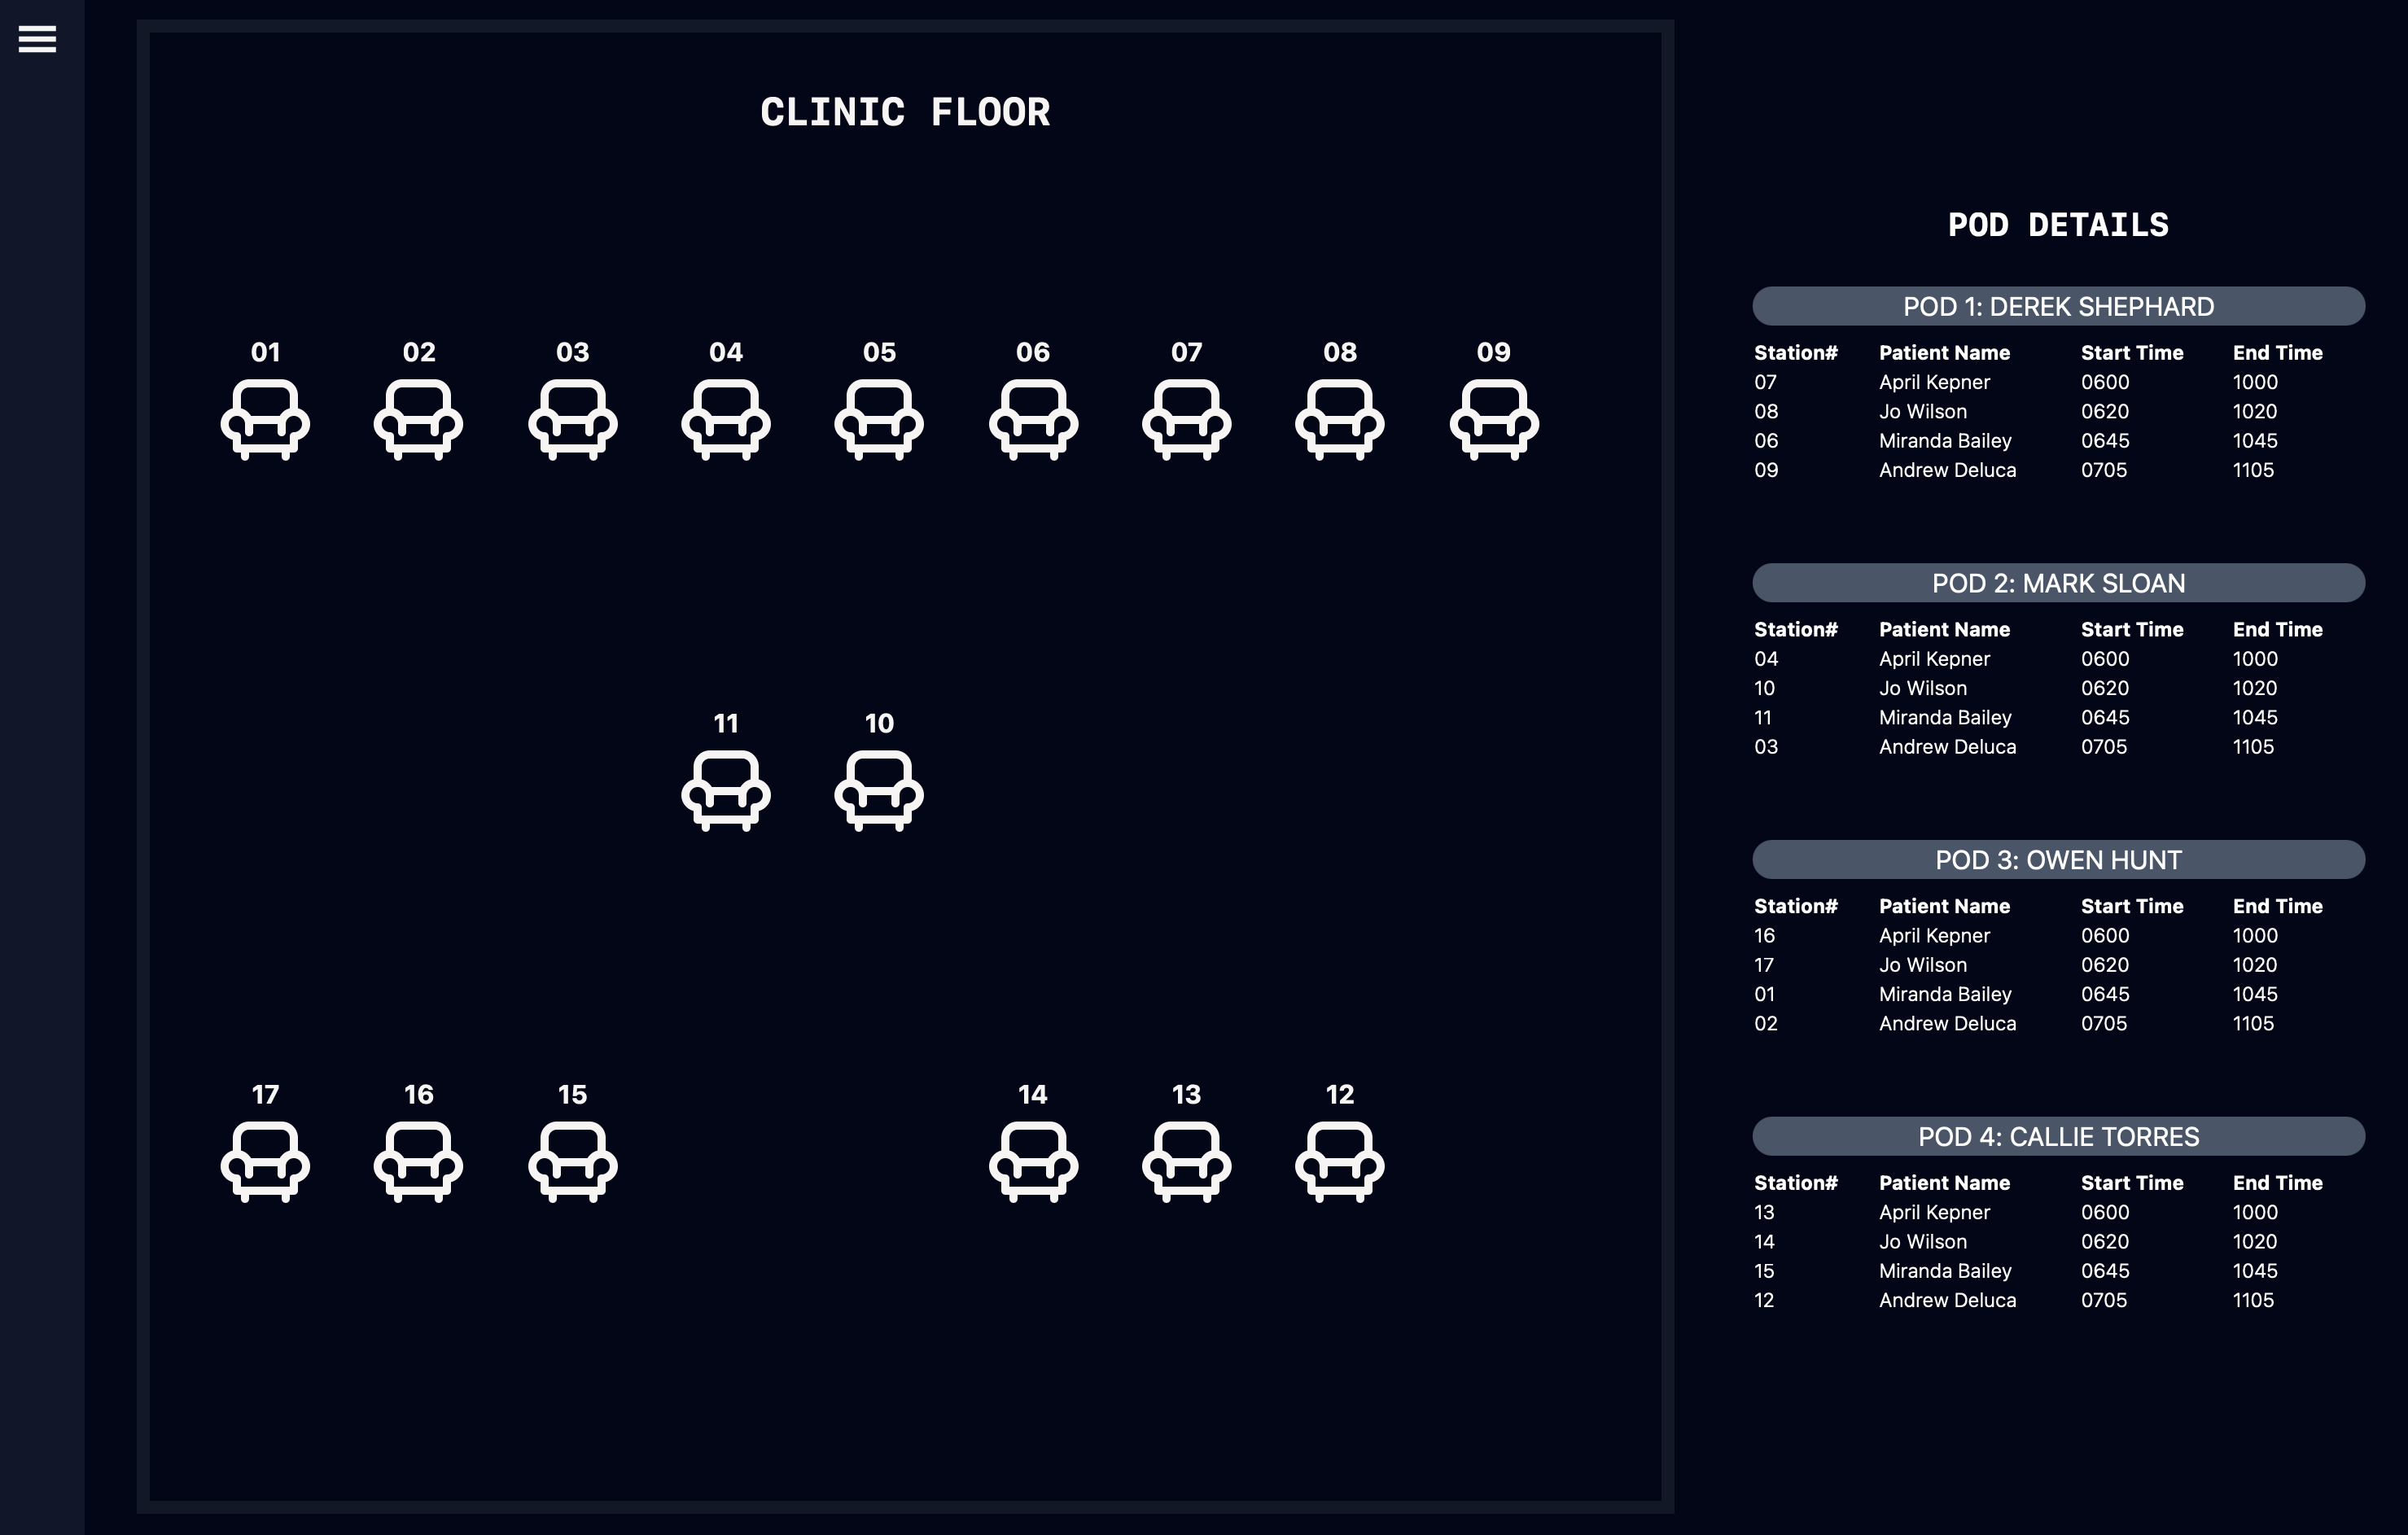 CLINIC FLOOR
01 02 03 04 05 06 07 08 09
11 10
17 16 15 14 13 12
POD DETAILS
POD 1: DEREK SHEPHARD
Station# Patient Name Start Time End Time
07 April Kepner 0600 1000
08 Jo Wilson 0620 1020
06 Miranda Bailey 0645 1045
09 Andrew Deluca 0705 1105
POD 2: MARK SLOAN
Station# Patient Name Start Time End Time
04 April Kepner 0600 1000
10 Jo Wilson 0620 1020
11 Miranda Bailey 0645 1045
03 Andrew Deluca 0705 1105
POD 3: OWEN HUNT
Station# Patient Name Start Time End Time
16 April Kepner 0600 1000
17 Jo Wilson 0620 1020
01 Miranda Bailey 0645 1045
02 Andrew Deluca 0705 1105
POD 4: CALLIE TORRES
Station# Patient Name Start Time End Time
13 April Kepner 0600 1000
14 Jo Wilson 0620 1020
15 Miranda Bailey 0645 1045
12 Andrew Deluca 0705 1105